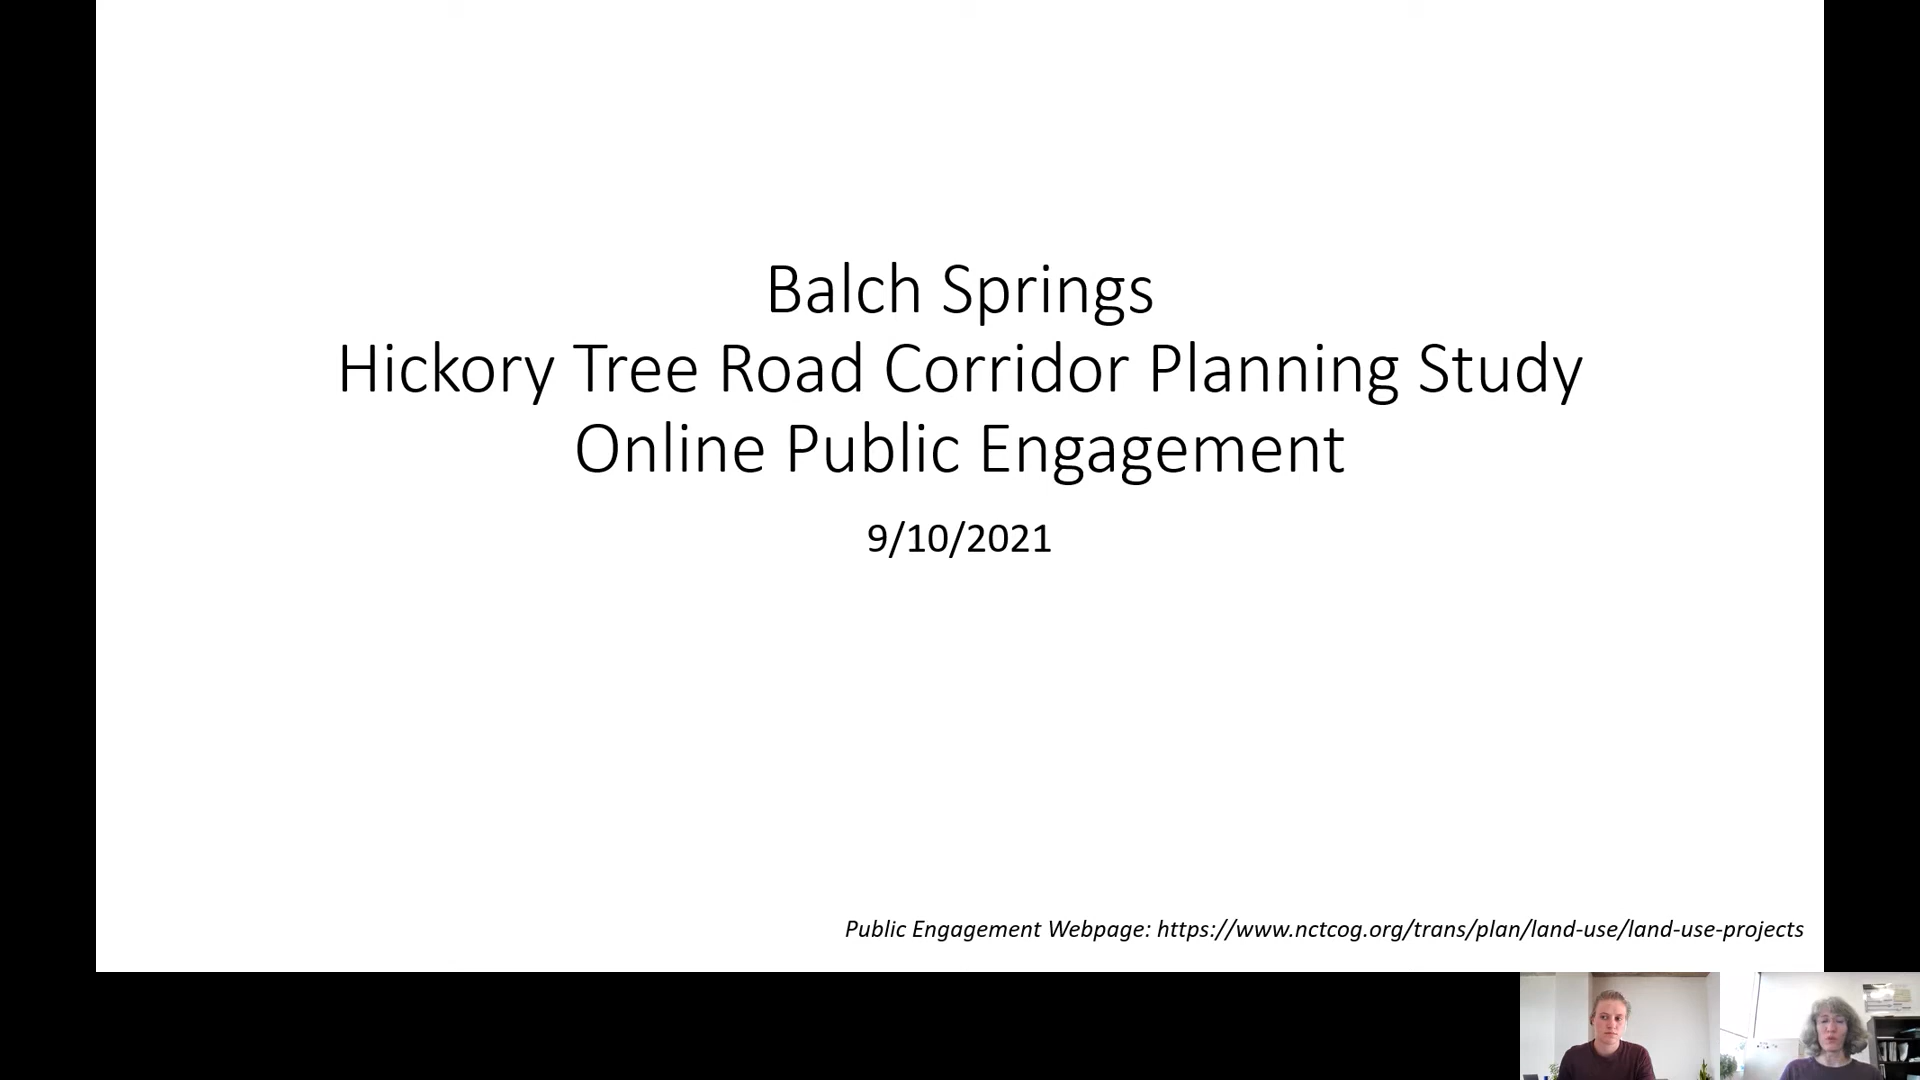 Balch Springs
Hickory Tree Road Corridor Planning Study
Online Public Engagement
9/10/2021
Public Engagement Webpage: https://www.nctcog.org/trans/plan/land-use/land-use-projects